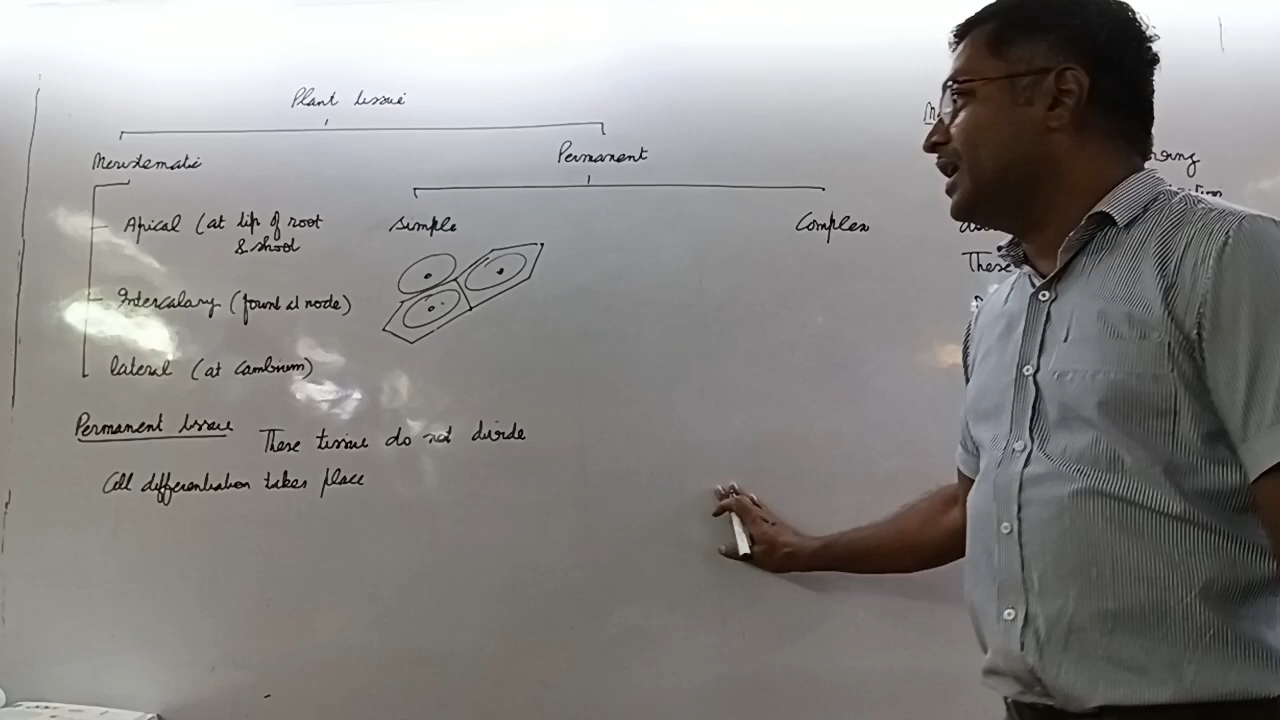 Plant tissue
Meristematic
Permanent
Apical (at tip of root
& shoot
Simple
Complex
Intercalary (found at node)
lateral (at Cambium)
Permanent tissue
These tissue do not divide
Cell differentiation takes place
These